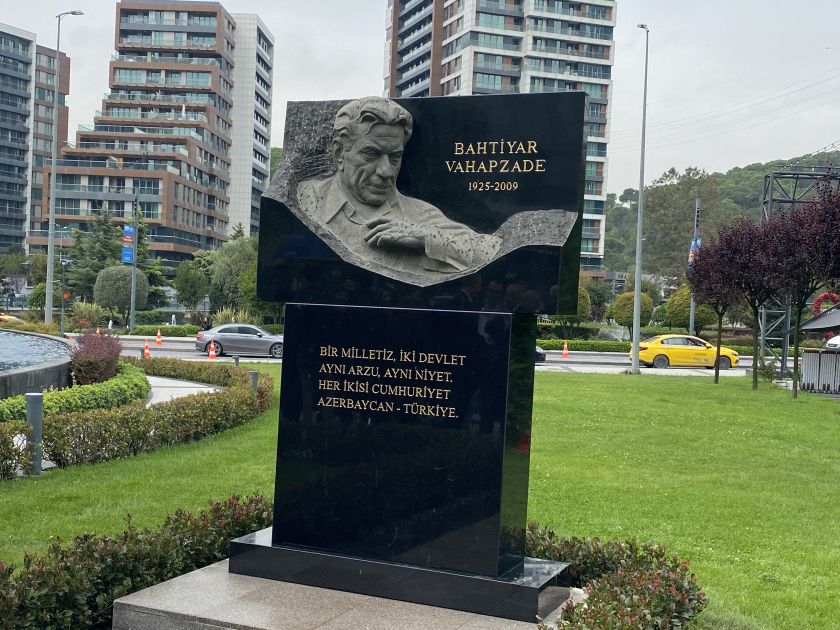 BAHTİYAR
VAHAPZADE
1925-2009
BİR MİLLETİZ, İKİ DEVLET
AYNI ARZU, AYNI NİYET.
HER İKİSİ CUMHURİYET
AZERBAYCAN - TÜRKİYE.